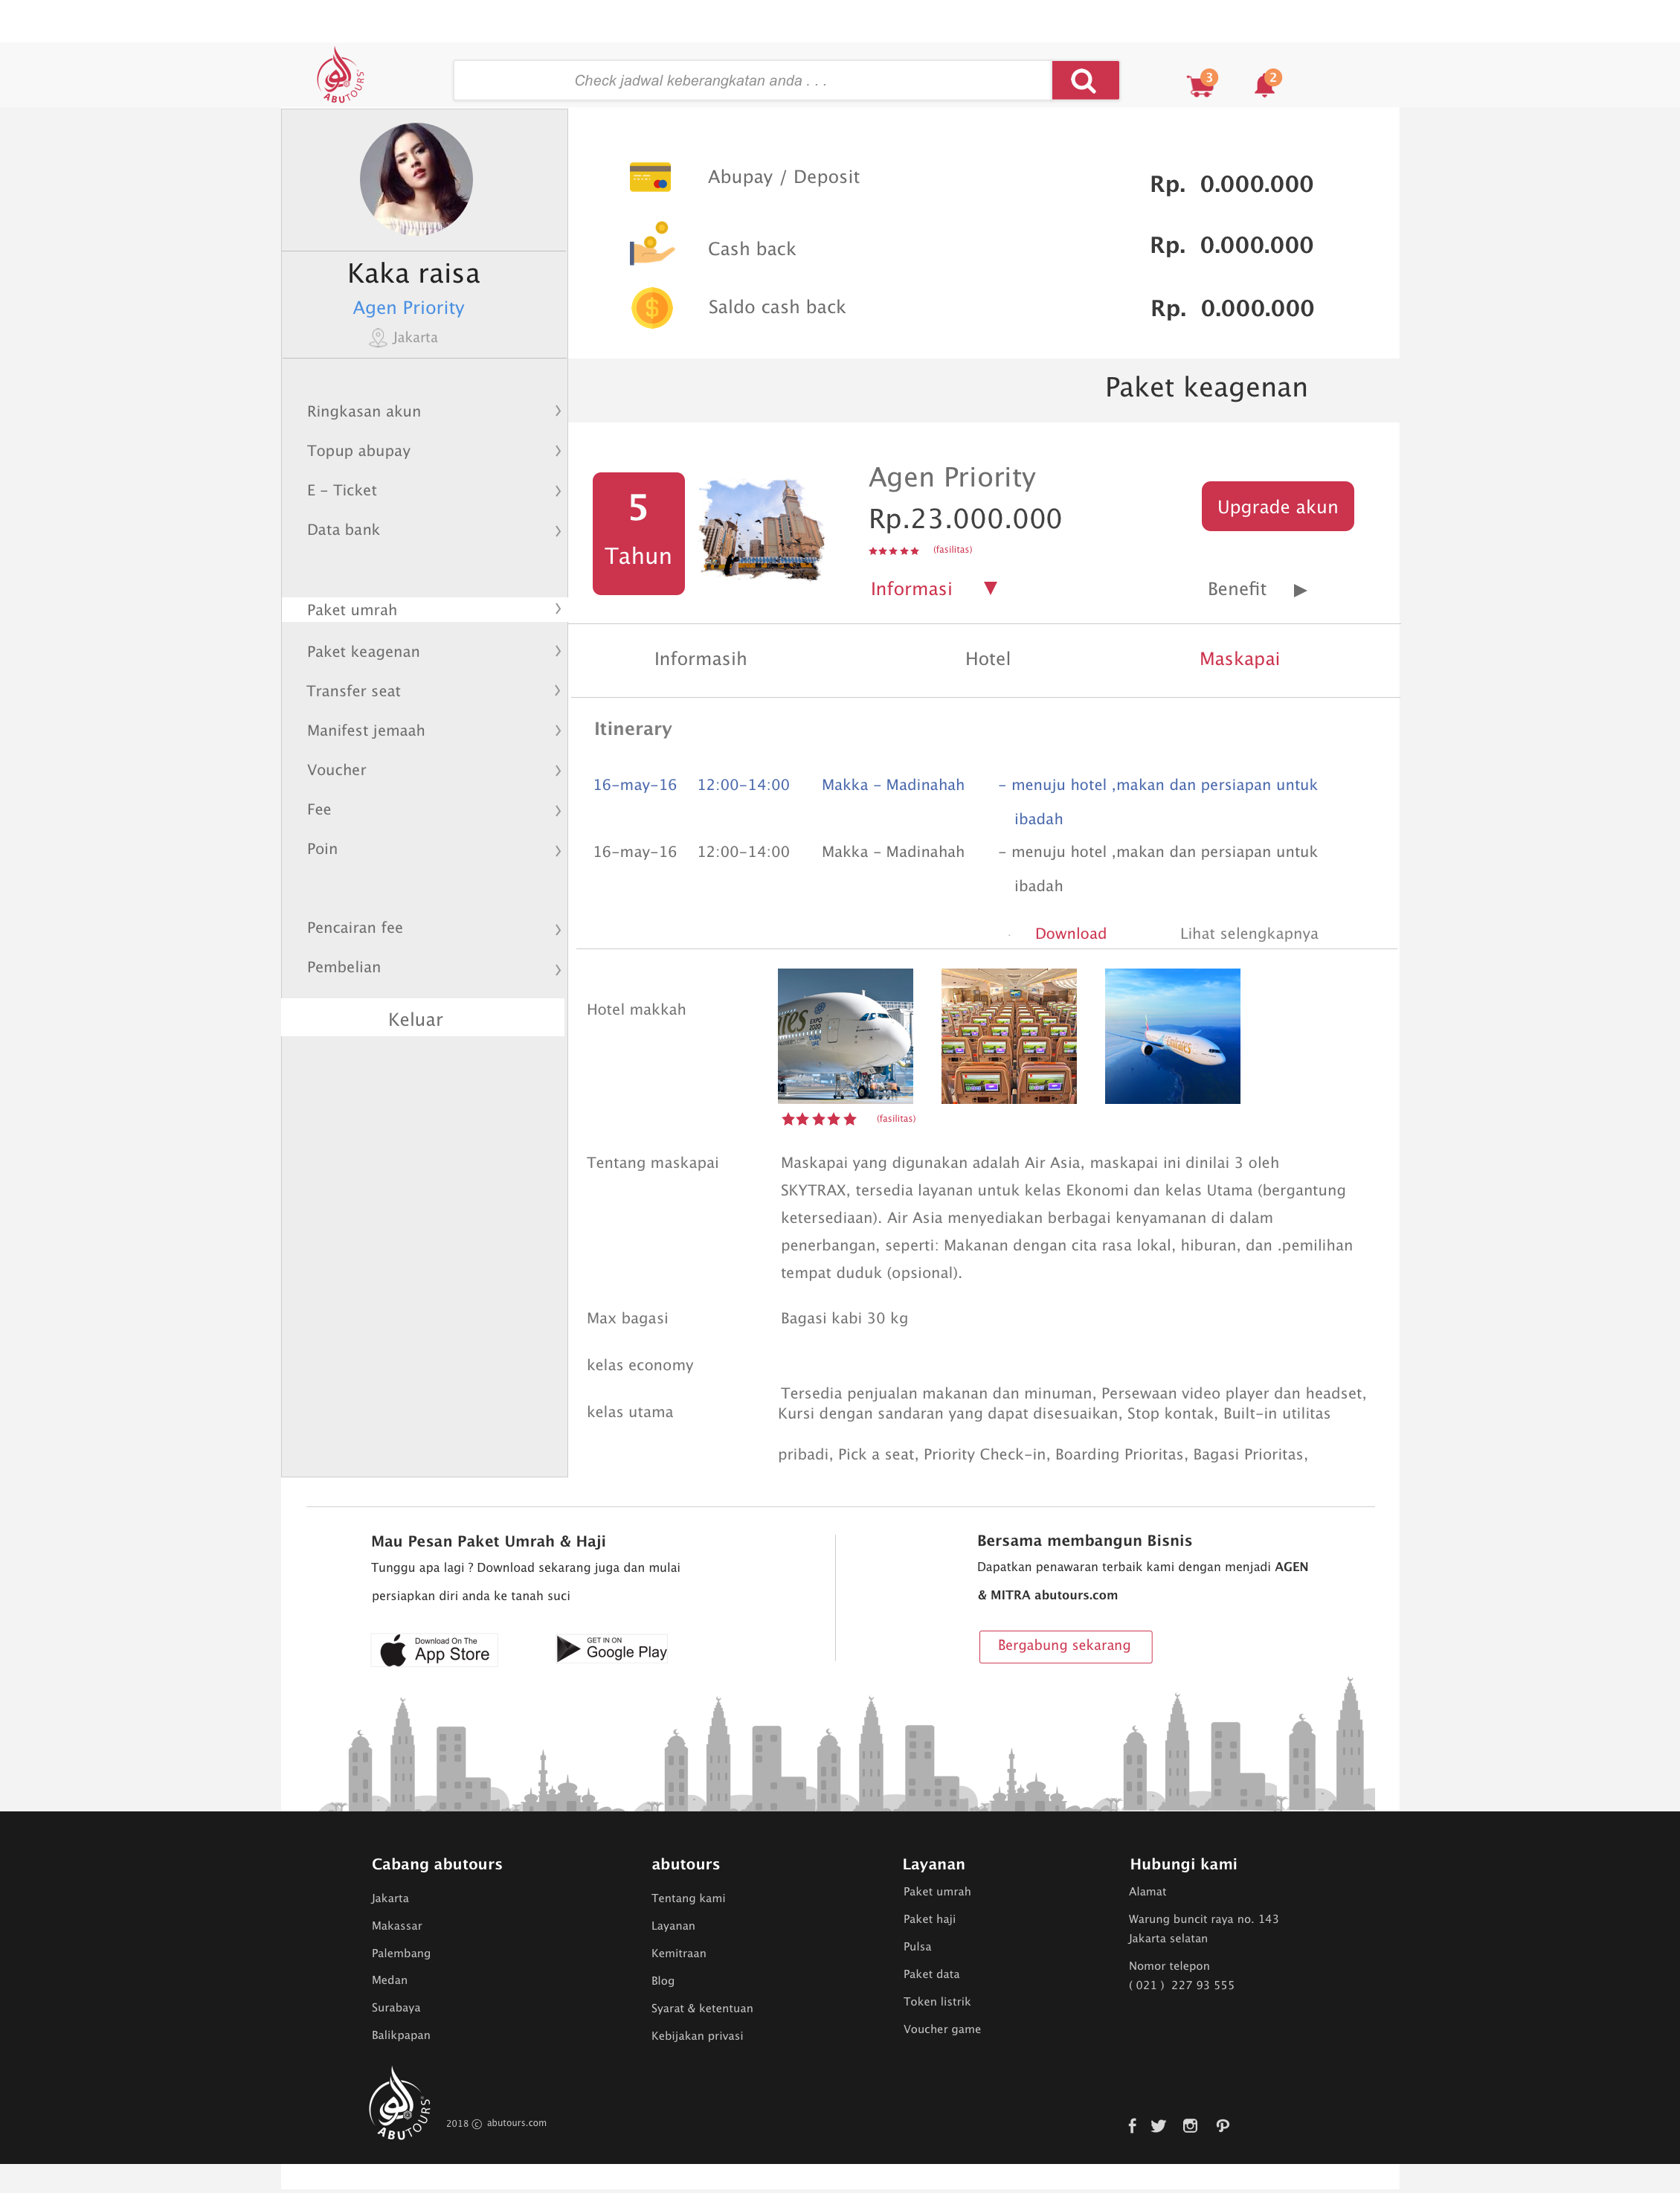 ABUTOURS
Check jadwal keberangkatan anda . . .
3
2
Kaka raisa
Agen Priority
Jakarta
Ringkasan akun
Topup abupay
E - Ticket
Data bank
Paket umrah
Paket keagenan
Transfer seat
Manifest jemaah
Voucher
Fee
Poin
Pencairan fee
Pembelian
Keluar
Abupay / Deposit
Rp. 0.000.000
Cash back
Rp. 0.000.000
Saldo cash back
Rp. 0.000.000
Paket keagenan
5
Tahun
Agen Priority
Rp.23.000.000
(fasilitas)
Upgrade akun
Informasi ▼
Benefit ▶
Informasih
Hotel
Maskapai
Itinerary
16-may-16 12:00-14:00 Makka - Madinahah - menuju hotel ,makan dan persiapan untuk
ibadah
16-may-16 12:00-14:00 Makka - Madinahah - menuju hotel ,makan dan persiapan untuk
ibadah
Download
Lihat selengkapnya
Hotel makkah
EXPO
2020
DUBAI
UAE
Emirates
(fasilitas)
Tentang maskapai
Maskapai yang digunakan adalah Air Asia, maskapai ini dinilai 3 oleh
SKYTRAX, tersedia layanan untuk kelas Ekonomi dan kelas Utama (bergantung
ketersediaan). Air Asia menyediakan berbagai kenyamanan di dalam
penerbangan, seperti: Makanan dengan cita rasa lokal, hiburan, dan .pemilihan
tempat duduk (opsional).
Max bagasi
Bagasi kabi 30 kg
kelas economy
kelas utama
Tersedia penjualan makanan dan minuman, Persewaan video player dan headset,
Kursi dengan sandaran yang dapat disesuaikan, Stop kontak, Built-in utilitas
pribadi, Pick a seat, Priority Check-in, Boarding Prioritas, Bagasi Prioritas,
Mau Pesan Paket Umrah & Haji
Tunggu apa lagi ? Download sekarang juga dan mulai
persiapkan diri anda ke tanah suci
Download On The
App Store
GET IN ON
Google Play
Bersama membangun Bisnis
Dapatkan penawaran terbaik kami dengan menjadi AGEN
& MITRA abutours.com
Bergabung sekarang
Cabang abutours
Jakarta
Makassar
Palembang
Medan
Surabaya
Balikpapan
abutours
Tentang kami
Layanan
Kemitraan
Blog
Syarat & ketentuan
Kebijakan privasi
Layanan
Paket umrah
Paket haji
Pulsa
Paket data
Token listrik
Voucher game
Hubungi kami
Alamat
Warung buncit raya no. 143
Jakarta selatan
Nomor telepon
( 021 ) 227 93 555
ABUTOURS
2018 © abutours.com